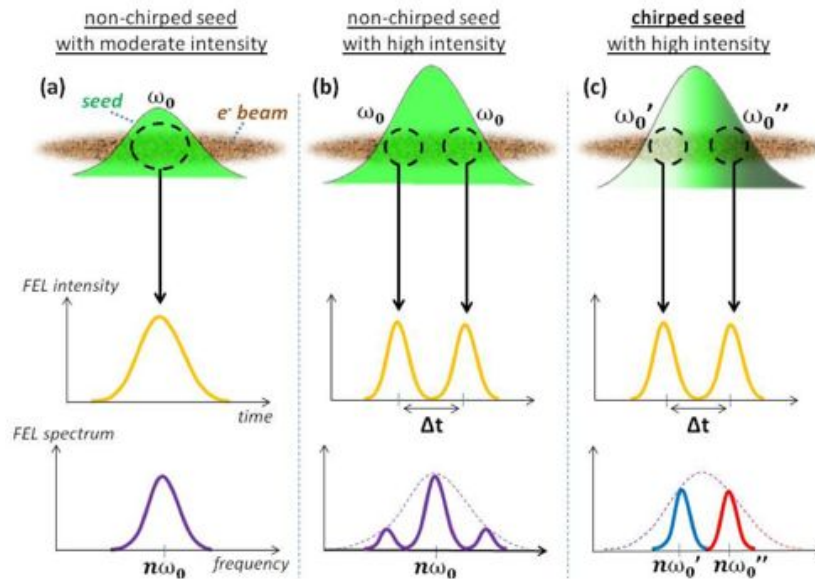 non-chirped seed
with moderate intensity
non-chirped seed
with high intensity
chirped seed
with high intensity
(a)
ω₀
seed
e⁻ beam
(b)
ω₀
ω₀
(c)
ω₀'
ω₀''
FEL intensity
time
Δt
Δt
FEL spectrum
nω₀
frequency
nω₀
nω₀'
nω₀''